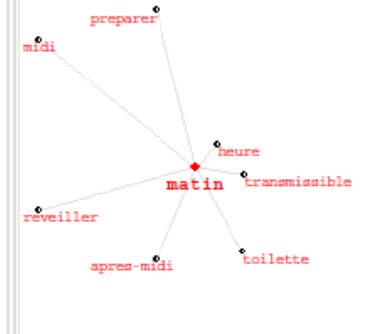 preparer
midi
heure
transmissible
matin
reveiller
apres-midi
toilette